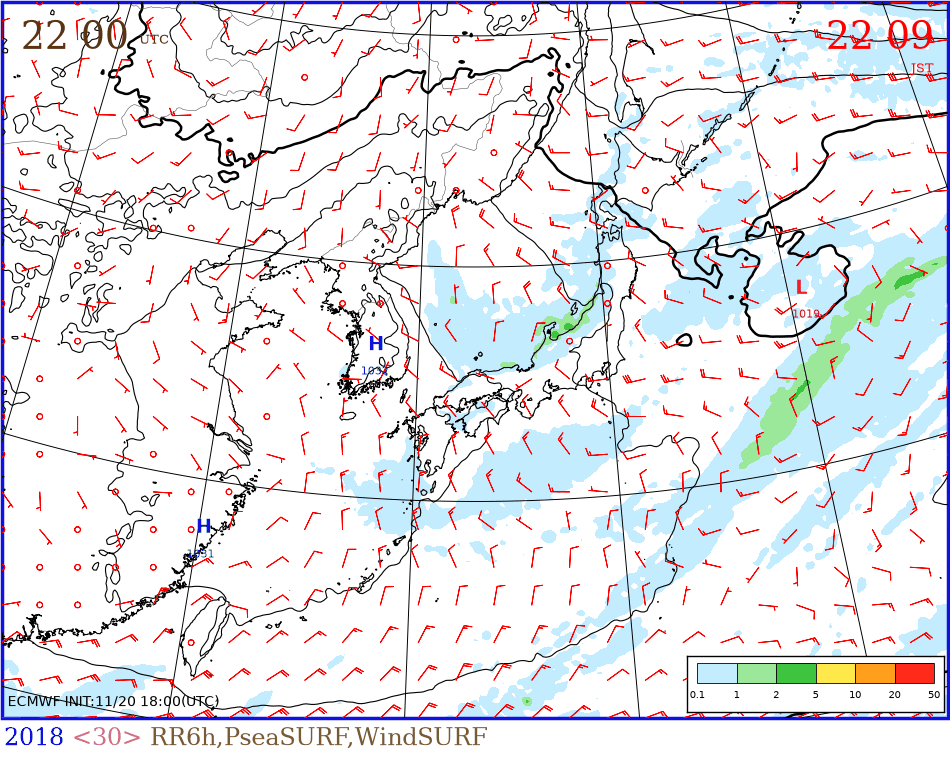 22 00 UTC 22 09
JST
L
1019
H
H
1031
0.1 1 2 5 10 20 50
ECMWF INIT:11/20 18:00(UTC)
2018 <30> RR6h,PseaSURF,WindSURF